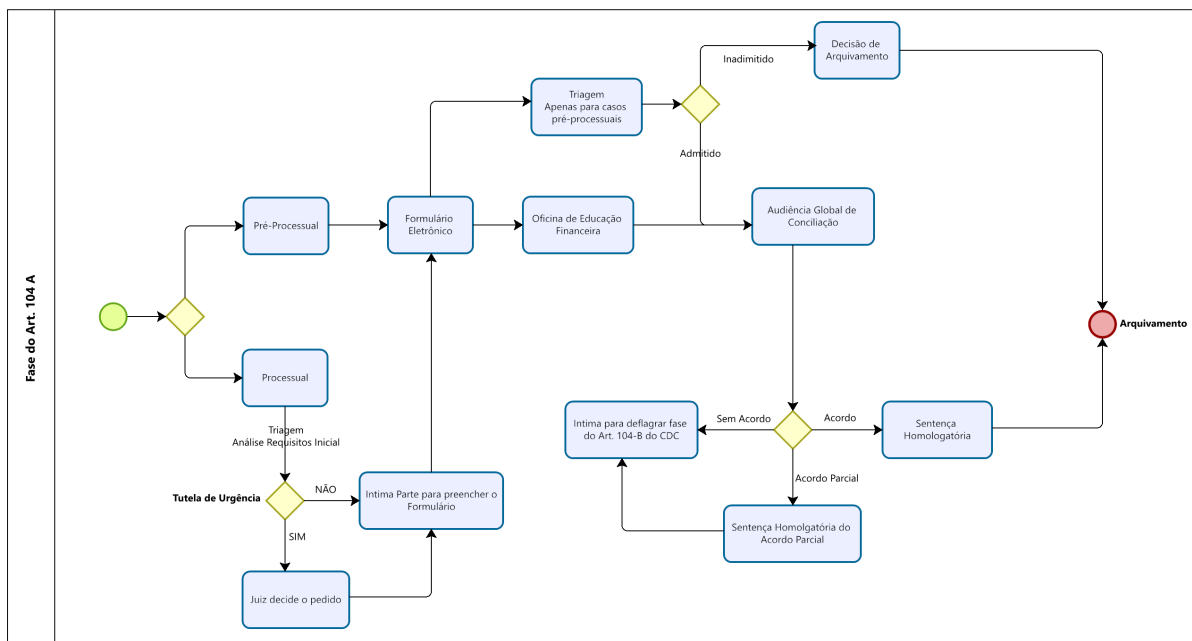 Fase do Art. 104 A
Decisão de
Arquivamento
Inadimitido
Triagem
Apenas para casos
pré-processuais
Admitido
Pré-Processual
Formulário
Eletrônico
Oficina de Educação
Financeira
Audiência Global de
Conciliação
Arquivamento
Processual
Triagem
Análise Requisitos Inicial
Intima para deflagrar fase
do Art. 104-B do CDC
Sem Acordo
Acordo
Sentença
Homologatória
Tutela de Urgência
NÃO
Intima Parte para preencher o
Formulário
Acordo Parcial
SIM
Sentença Homolgatória do
Acordo Parcial
Juiz decide o pedido